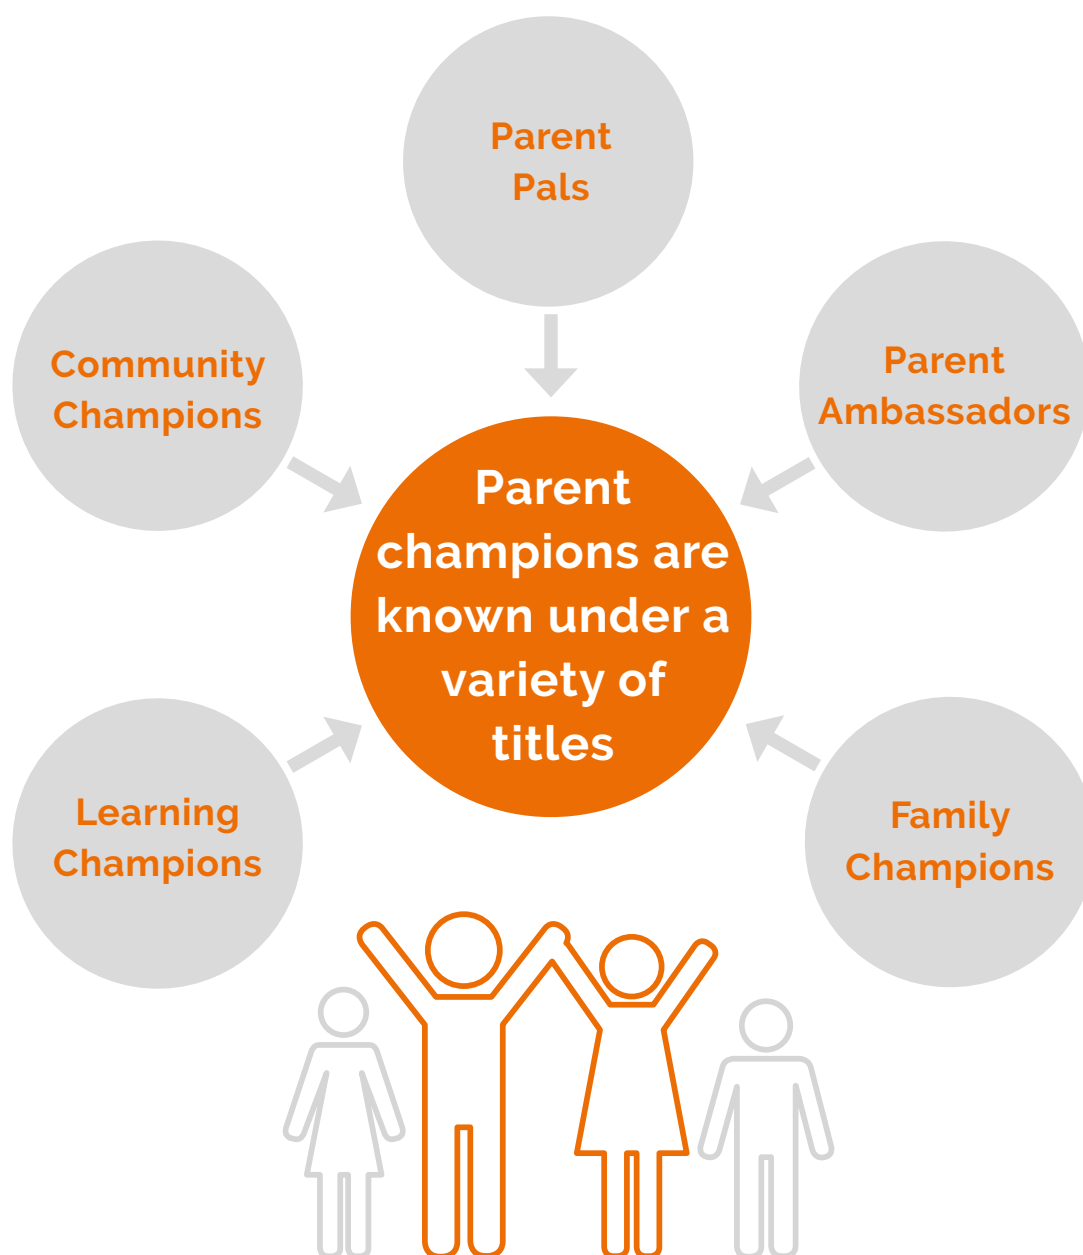 Parent
Pals
Community
Champions
Parent
Ambassadors
Parent
champions are
known under a
variety of
titles
Learning
Champions
Family
Champions